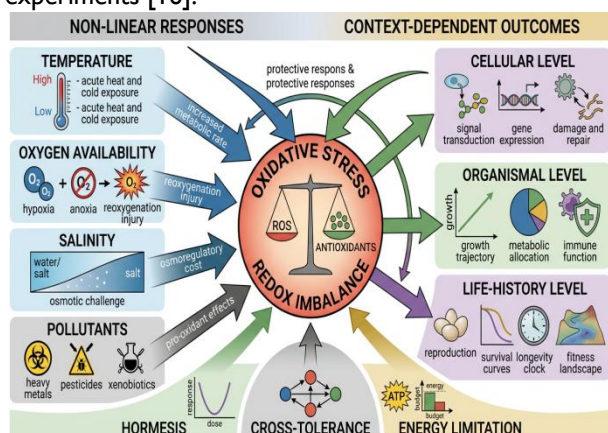 experiments [10].
NON-LINEAR RESPONSES
CONTEXT-DEPENDENT OUTCOMES
TEMPERATURE
High
Low
- acute heat and
cold exposure
- acute heat and
cold exposure
increased
metabolic rate
protective respons &
protective responses
OXYGEN AVAILABILITY
O₂
O₂
+
O₂
O₂
hypoxia
anoxia
reoxygenation
injury
reoxygenation
injury
SALINITY
water/
salt
salt
osmotic challenge
osmoregulatory
cost
POLLUTANTS
heavy
metals
pesticides
xenobiotics
pro-oxidant effects
OXIDATIVE STRESS
ROS
ANTIOXIDANTS
REDOX IMBALANCE
CELLULAR LEVEL
signal
transduction
gene
expression
damage and
repair
ORGANISMAL LEVEL
growth
growth
trajectory
metabolic
allocation
immune
function
LIFE-HISTORY LEVEL
reproduction
survival
curves
longevity
clock
fitness
landscape
response
dose
HORMESIS
CROSS-TOLERANCE
ATP
energy
budget
budget
ENERGY LIMITATION